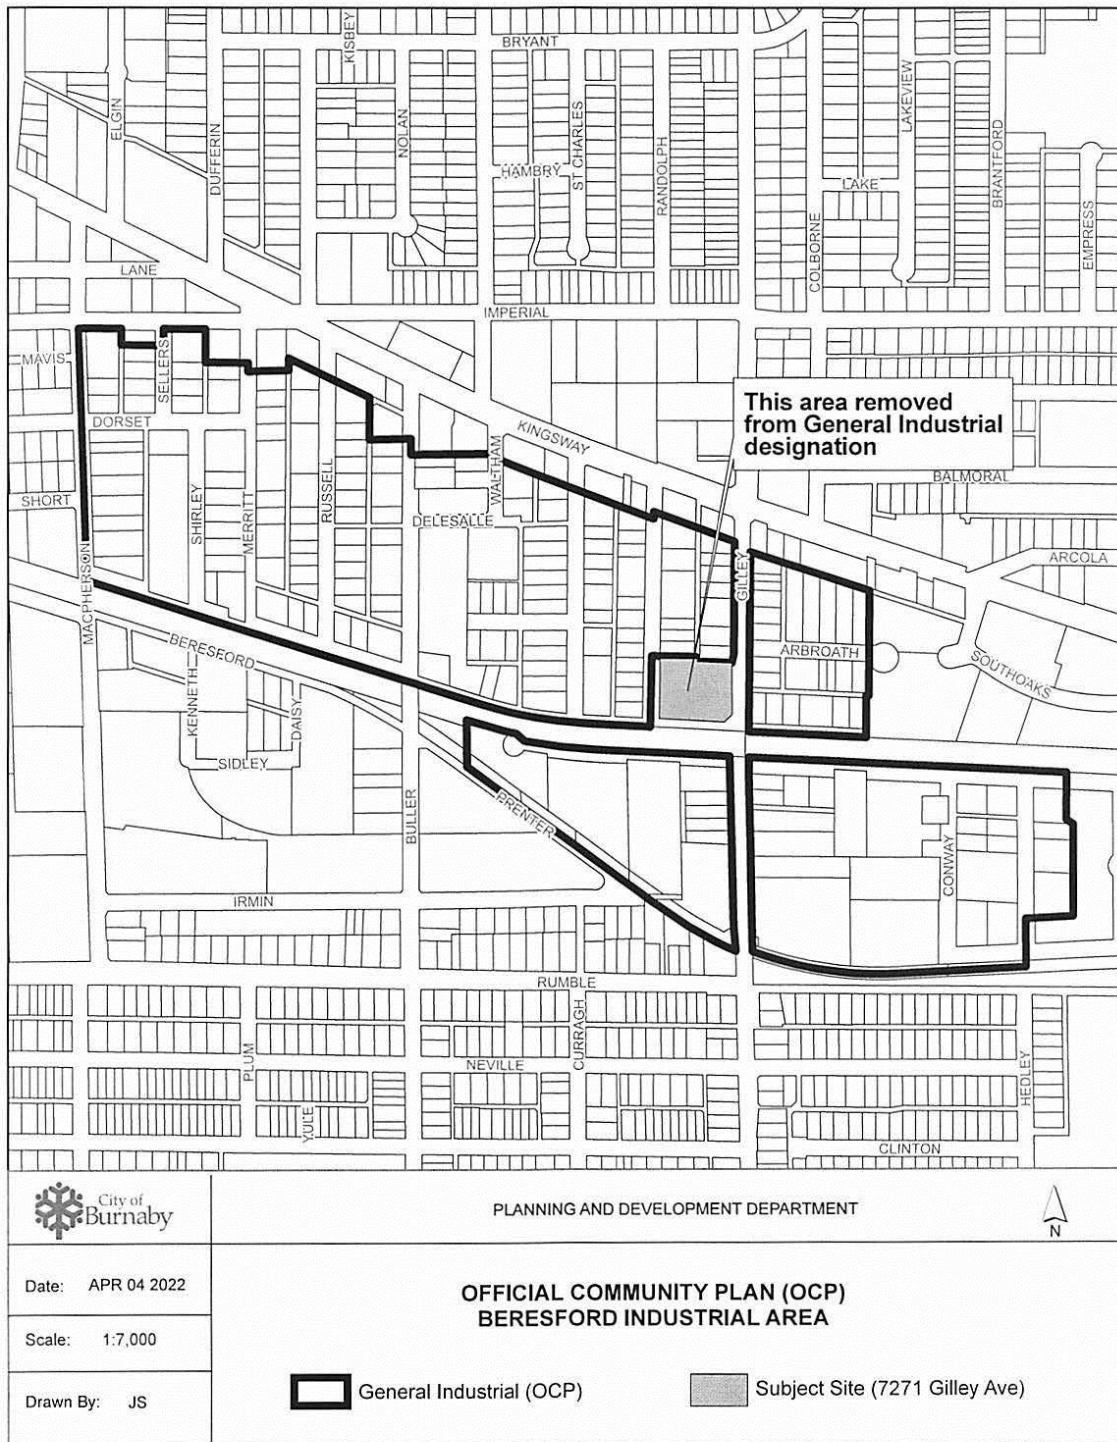 BRYANT
KISBEY
ELGIN
DUFFERIN
NOLAN
HAMBRY
ST CHARLES
RANDOLPH
COLBORNE
LAKE
LAKEVIEW
BRANTFORD
EMPRESS
LANE
IMPERIAL
MAVIS
SELLERS
DORSET
SHORT
SHIRLEY
MERRITT
RUSSELL
WALTHAM
DELESALLE
KINGSWAY
This area removed
from General Industrial
designation
BALMORAL
ARCOLA
GILLEY
ARBROATH
SOUTHOAKS
MACPHERSON
BERESFORD
KENNETH
DAISY
SIDLEY
BULLER
PRENTER
CONWAY
IRMIN
RUMBLE
CURRAGH
PLUM
NEVILLE
YULE
HEDLEY
CLINTON
City of
Burnaby
PLANNING AND DEVELOPMENT DEPARTMENT
N
Date: APR 04 2022
Scale: 1:7,000
Drawn By: JS
OFFICIAL COMMUNITY PLAN (OCP)
BERESFORD INDUSTRIAL AREA
General Industrial (OCP)
Subject Site (7271 Gilley Ave)